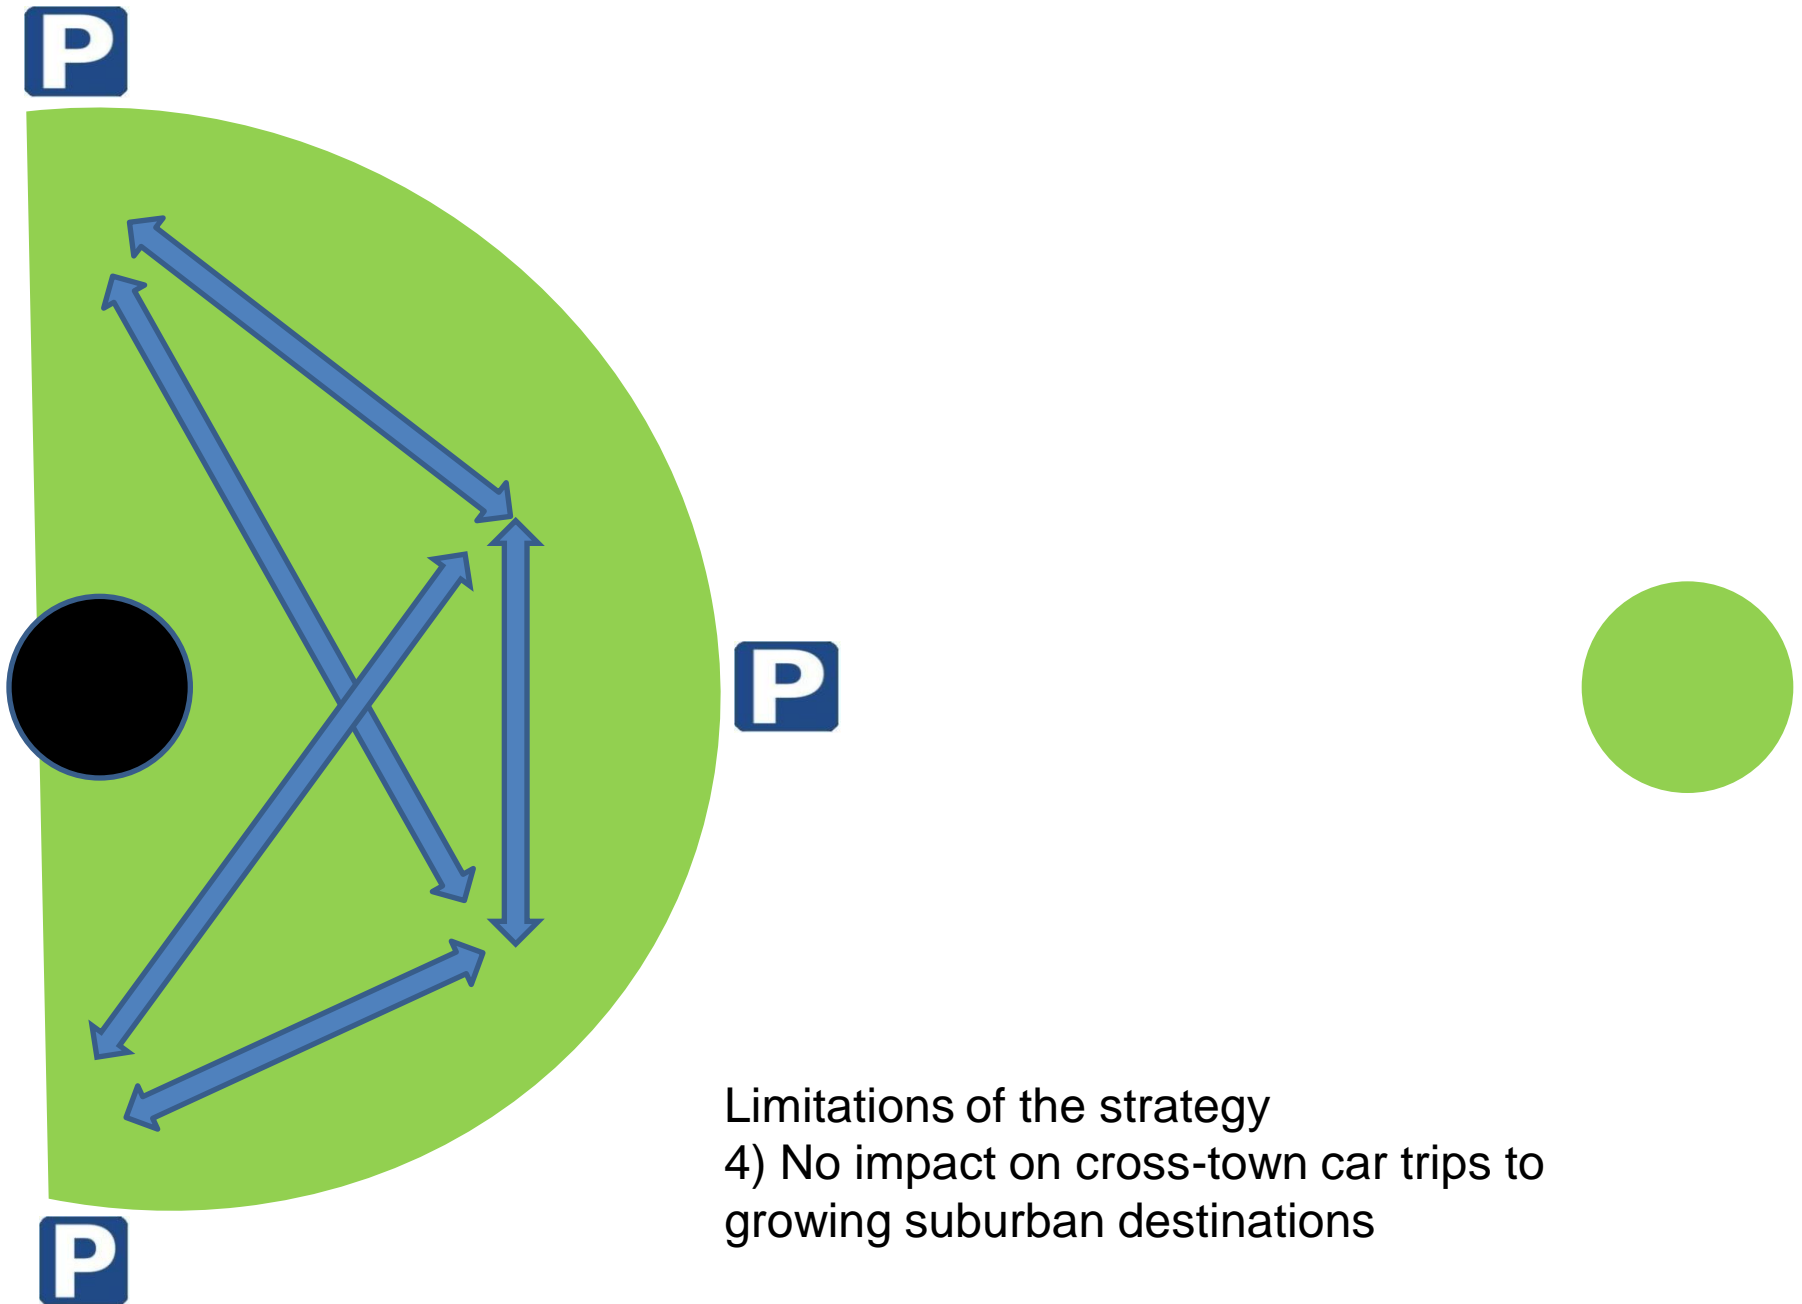 P
P
Limitations of the strategy
4) No impact on cross-town car trips to
growing suburban destinations
P